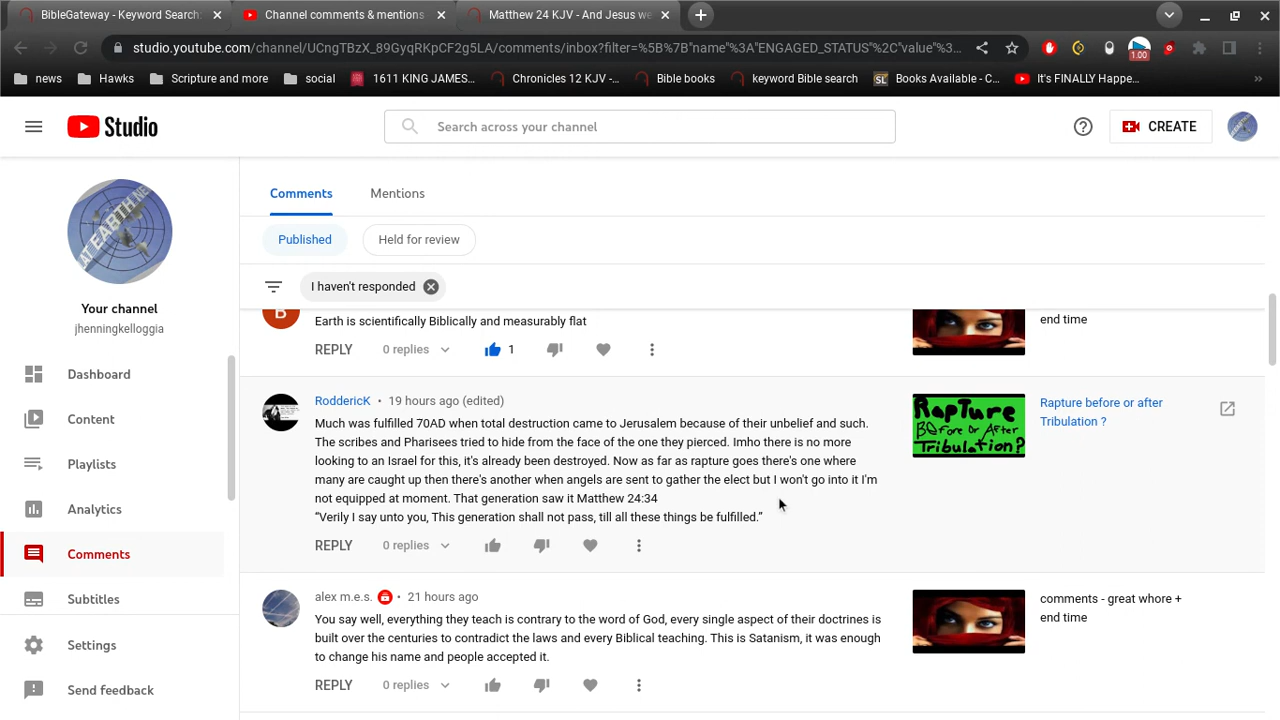 BibleGateway - Keyword Search:
Channel comments & mentions
Matthew 24 KJV - And Jesus we
studio.youtube.com/channel/UCngTBzX_89GyqRKpCF2g5LA/comments/inbox?filter=%5B%7B"name"%3A"ENGAGED_STATUS"%2C"value"%3...
1.00
news
Hawks
Scripture and more
social
1611 KING JAMES...
Chronicles 12 KJV -...
Bible books
keyword Bible search
SL
Books Available - C...
It's FINALLY Happe...
»
Studio
Search across your channel
CREATE
AT EARTH.NE
Your channel
jhenningkelloggia
Dashboard
Content
Playlists
Analytics
Comments
Subtitles
Settings
Send feedback
Comments
Mentions
Published
Held for review
I haven't responded
B
Earth is scientifically Biblically and measurably flat
end time
REPLY
0 replies
1
RoddericK • 19 hours ago (edited)
Much was fulfilled 70AD when total destruction came to Jerusalem because of their unbelief and such.
The scribes and Pharisees tried to hide from the face of the one they pierced. Imho there is no more
looking to an Israel for this, it's already been destroyed. Now as far as rapture goes there's one where
many are caught up then there's another when angels are sent to gather the elect but I won't go into it I'm
not equipped at moment. That generation saw it Matthew 24:34
“Verily I say unto you, This generation shall not pass, till all these things be fulfilled.”
RapTure
Before or After
Tribulation?
Rapture before or after
Tribulation ?
REPLY
0 replies
alex m.e.s. • 21 hours ago
You say well, everything they teach is contrary to the word of God, every single aspect of their doctrines is
built over the centuries to contradict the laws and every Biblical teaching. This is Satanism, it was enough
to change his name and people accepted it.
comments - great whore +
end time
REPLY
0 replies